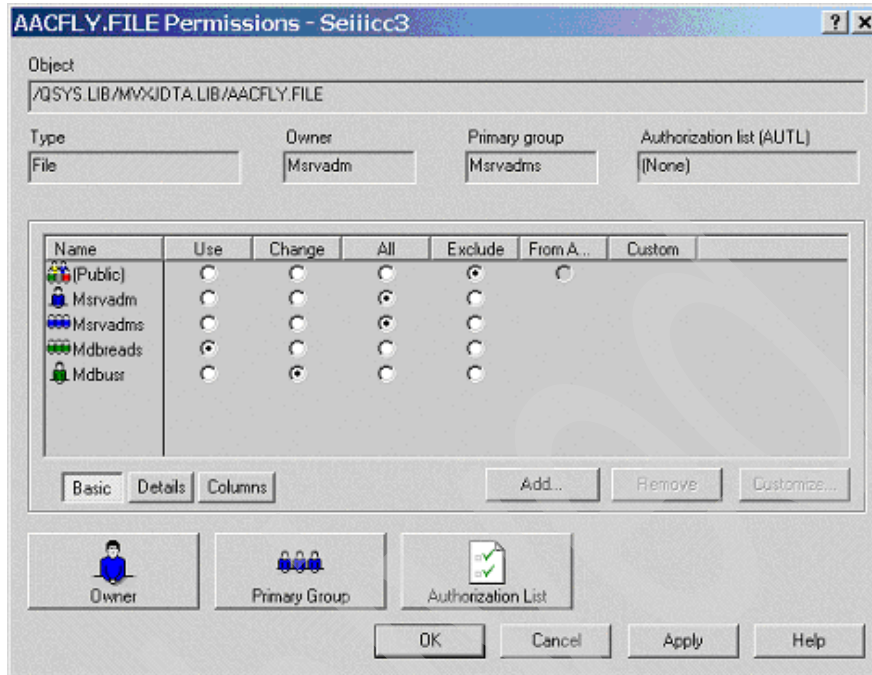 AACFLY.FILE Permissions - Seiiicc3
Object
/QSYS.LIB/MVXJDTA.LIB/AACFLY.FILE
Type Owner Primary group Authorization list (AUTL)
File Msrvadm Msrvadms (None)
Name Use Change All Exclude From A... Custom
(Public)
Msrvadm
Msrvadms
Mdbreads
Mdbusr
Basic Details Columns Add... Remove Customize...
Owner Primary Group Authorization List
OK Cancel Apply Help